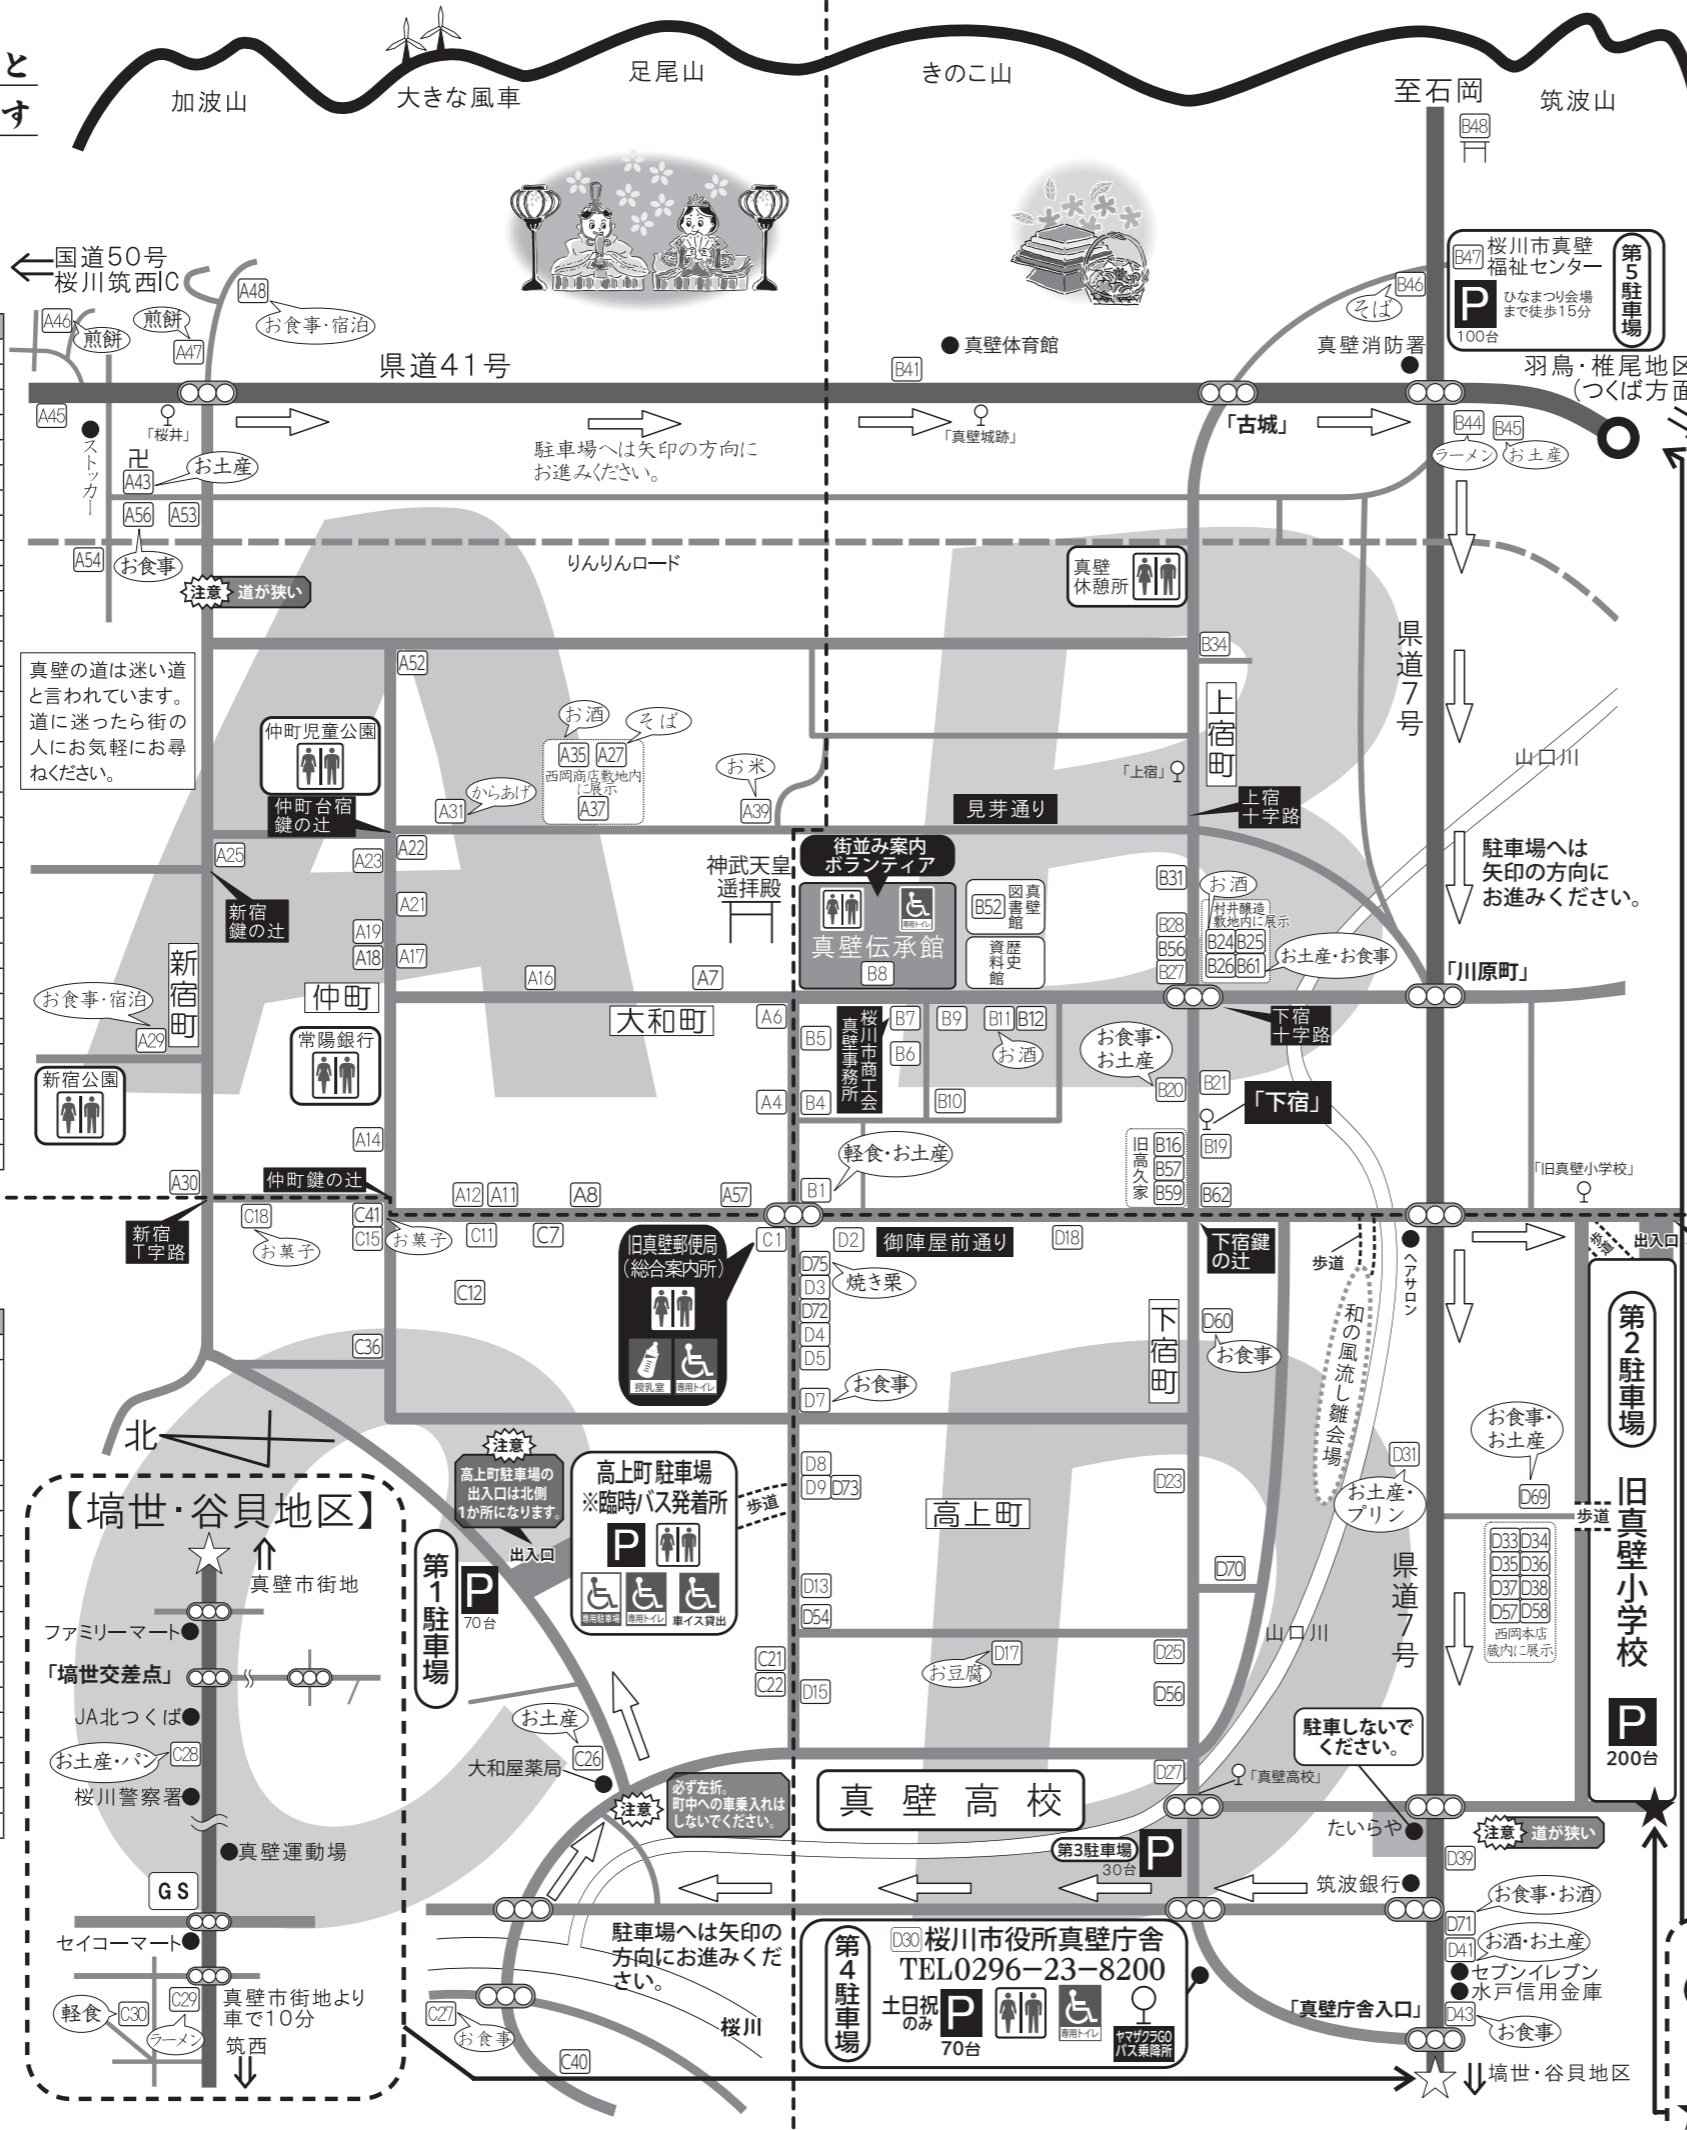 と
す
加波山
大きな風車
足尾山
きのこ山
至石岡
筑波山
B48
国道50号
桜川筑西IC
A48
お食事・宿泊
A46
煎餅
煎餅
A47
県道41号
真壁体育館
B41
B46
そば
真壁消防署
B47
桜川市真壁
福祉センター
P
100台
ひなまつり会場
まで徒歩15分
第5駐車場
羽鳥・椎尾地区
(つくば方面
A45
ストッカー
「桜井」
卍
A43
お土産
駐車場へは矢印の方向に
お進みください。
「真壁城跡」
「古城」
B44
B45
ラーメン
お土産
A56
A53
A54
お食事
りんりんロード
注意
道が狭い
真壁
休憩所
真壁の道は迷い道
と言われています。
道に迷ったら街の
人にお気軽にお尋
ねください。
A
B
A52
B34
上宿町
県道7号
仲町児童公園
お酒
そば
A35
A27
西岡商店敷地内
に展示
A37
お米
A39
からあげ
A31
「上宿」
山口川
仲町台宿
鍵の辻
見芽通り
上宿
十字路
A25
A23
A22
神武天皇
遥拝殿
街並み案内
ボランティア
専用トイレ
真壁伝承館
B8
B52
真壁
図書館
歴史
資料館
B31
お酒
村井醸造
敷地内に展示
B28
B24
B25
B56
B26
B61
B27
お土産・お食事
駐車場へは
矢印の方向に
お進みください。
新宿
鍵の辻
A21
A19
A18
A17
新宿町
お食事・宿泊
A29
仲町
A16
A7
「川原町」
大和町
A6
B5
桜川市商工会
真壁事務所
B7
B6
B9
B11
B12
お酒
お食事・
お土産
下宿
十字路
常陽銀行
新宿公園
A4
B4
B10
B20
B21
「下宿」
A14
軽食・お土産
旧高久家
B16
B57
B59
B19
B62
「旧真壁小学校」
A30
仲町鍵の辻
A12
A11
A8
A57
B1
新宿
T字路
C18
お菓子
C41
C15
お菓子
C11
C7
旧真壁郵便局
(総合案内所)
授乳室
専用トイレ
C1
D2
御陣屋前通り
D18
下宿鍵
の辻
歩道
ヘアサロン
歩道
出入口
C12
D75
D3
焼き栗
D72
D4
D5
D7
お食事
下宿町
D60
お食事
和の風流し雛会場
第2駐車場
旧真壁小学校
P
200台
C36
北
C
D
注意
高上町駐車場の
出入口は北側
1か所になります。
出入口
高上町 駐車場
※臨時バス発着所
P
専用駐車場
専用トイレ
車イス貸出
歩道
D8
D9
D73
高上町
D23
D31
お土産・
プリン
お食事・
お土産
D69
歩道
D33
D34
D35
D36
D37
D38
D57
D58
西岡本店
蔵内に展示
第1駐車場
P
70台
D13
D54
D70
県道7号
山口川
C21
C22
D15
D17
お豆腐
D25
D56
【塙世・谷貝地区】
真壁市街地
ファミリーマート
「塙世交差点」
JA北つくば
お土産・パン
C28
桜川警察署
真壁運動場
GS
セイコーマート
軽食
C30
C29
ラーメン
真壁市街地より
車で10分
筑西
お土産
C26
大和屋薬局
注意
必ず左折。
町中への車乗入れは
しないでください。
真壁高校
D27
「真壁高校」
駐車しないで
ください。
たいらや
注意
道が狭い
第3駐車場
30台
P
D39
筑波銀行
お食事・お酒
D71
D41
お酒・お土産
セブンイレブン
水戸信用金庫
D43
お食事
駐車場へは矢印の
方向にお進みくだ
さい。
第4駐車場
D30
桜川市役所真壁庁舎
TEL0296−23−8200
土日祝
のみ
P
70台
専用トイレ
ヤマザクラGO
バス乗降所
「真壁庁舎入口」
C27
お食事
桜川
C40
塙世・谷貝地区